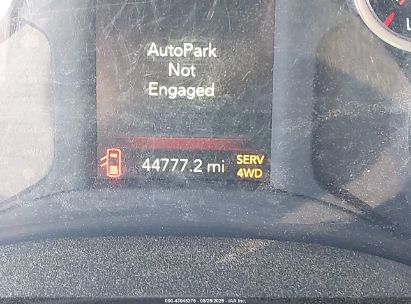 AutoPark
Not
Engaged
44777.2 mi
SERV
4WD
L